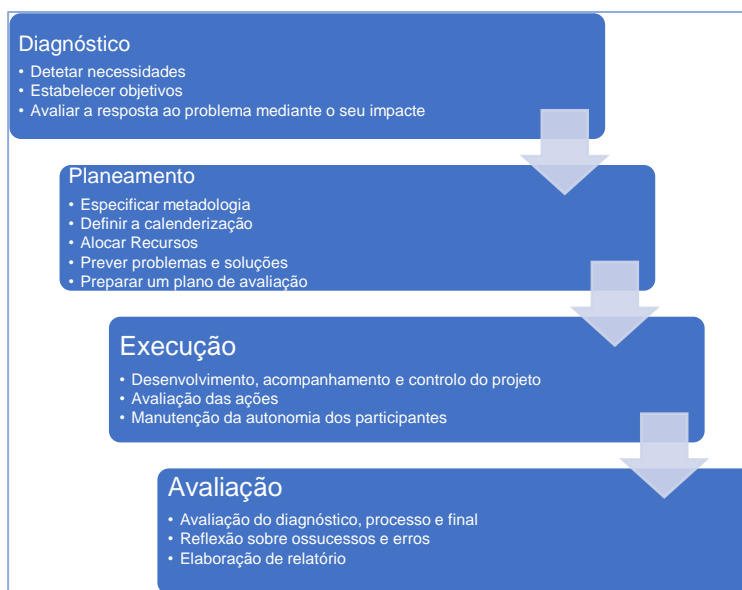 Diagnóstico
• Detetar necessidades
• Estabelecer objetivos
• Avaliar a resposta ao problema mediante o seu impacte
Planeamento
• Especificar metadologia
• Definir a calenderização
• Alocar Recursos
• Prever problemas e soluções
• Preparar um plano de avaliação
Execução
• Desenvolvimento, acompanhamento e controlo do projeto
• Avaliação das ações
• Manutenção da autonomia dos participantes
Avaliação
• Avaliação do diagnóstico, processo e final
• Reflexão sobre ossucessos e erros
• Elaboração de relatório